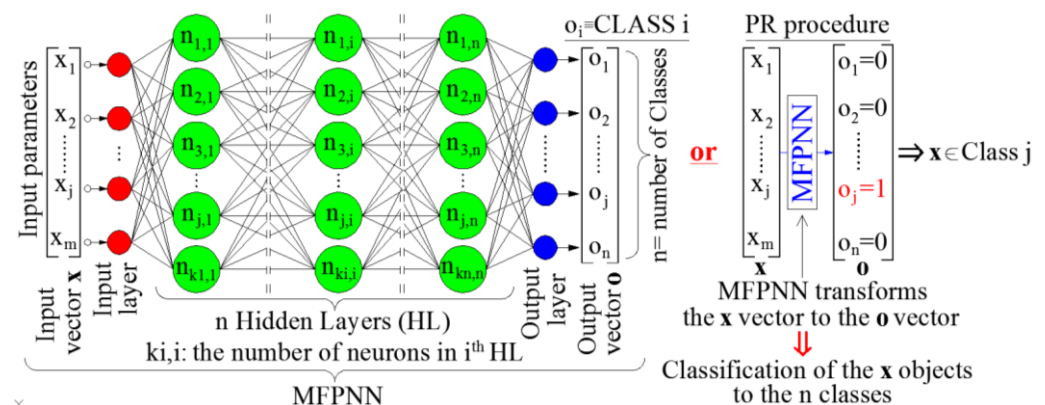 Input parameters
x1
x2
.......
xj
xm
Input vector x
Input layer
n1,1
n2,1
n3,1
nj,1
nk1,1
n1,i
n2,i
n3,i
nj,i
nki,i
n1,n
n2,n
n3,n
nj,n
nkn,n
n Hidden Layers (HL)
ki,i: the number of neurons in ith HL
MFPNN
Output layer
Output vector o
oi≡CLASS i
o1
o2
.......
oj
on
n= number of Classes
or
PR procedure
x1
x2
.......
xj
xm
x
MFPNN
o1=0
o2=0
.......
oj=1
on=0
o
⇒ x∈Class j
MFPNN transforms
the x vector to the o vector
⇓
Classification of the x objects
to the n classes